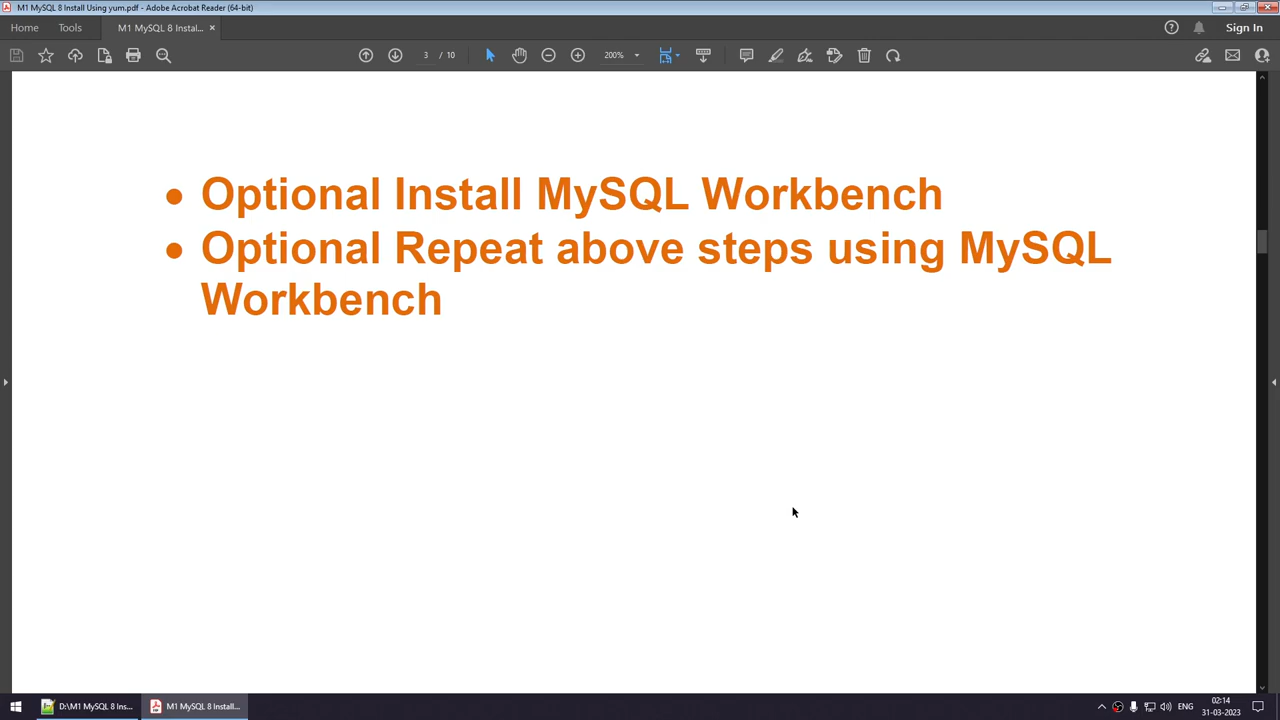 M1 MySQL 8 Install Using yum.pdf - Adobe Acrobat Reader (64-bit)
Home Tools M1 MySQL 8 Instal... × Sign In
3 / 10 200%
• Optional Install MySQL Workbench
• Optional Repeat above steps using MySQL
Workbench
D:\M1 MySQL 8 Ins... M1 MySQL 8 Install... ENG 02:14
31-03-2023